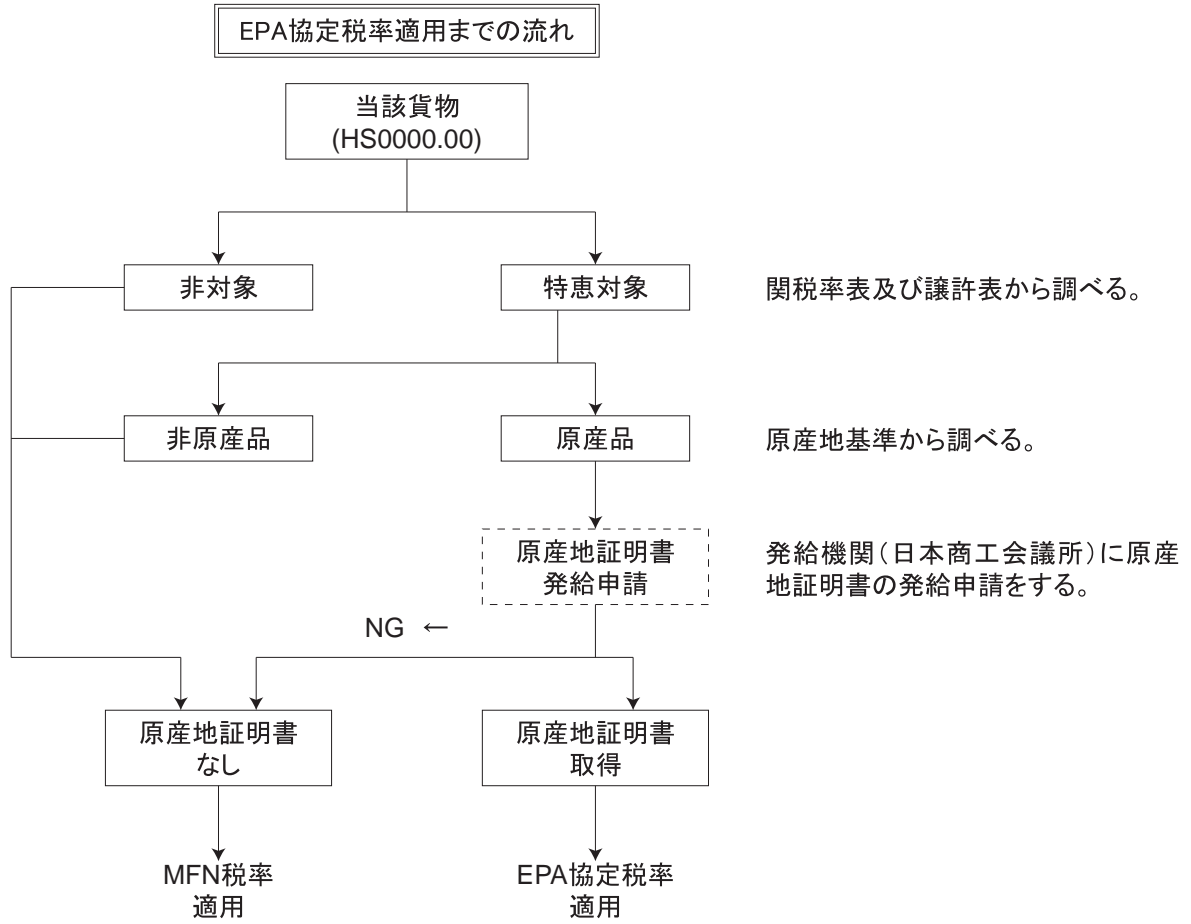 EPA協定税率適用までの流れ
当該貨物
(HS0000.00)
非対象
特恵対象
関税率表及び譲許表から調べる。
非原産品
原産品
原産地基準から調べる。
原産地証明書
発給申請
発給機関(日本商工会議所)に原産
地証明書の発給申請をする。
NG ←
原産地証明書
なし
原産地証明書
取得
MFN税率
適用
EPA協定税率
適用